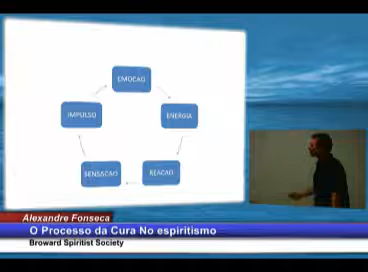 EMOCAO
IMPULSO
ENERGIA
SENSACAO
REACAO
Alexandre Fonseca
O Processo da Cura No espiritismo
Broward Spiritist Society